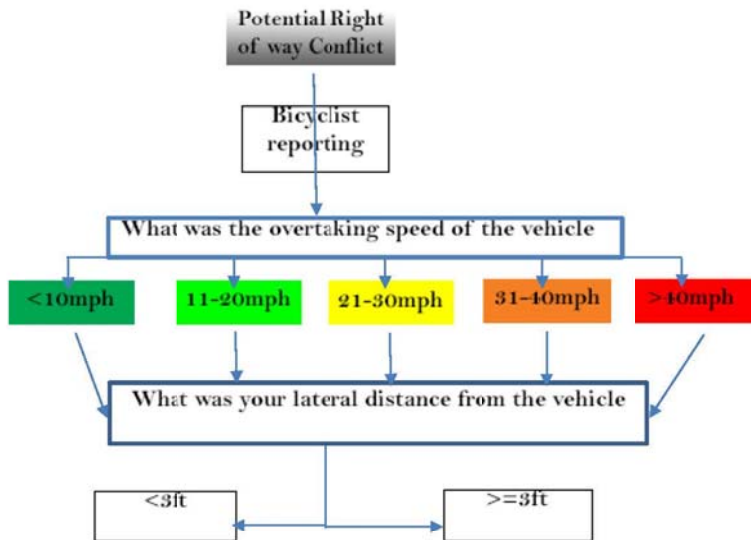 Potential Right
of way Conflict
Bicyclist
reporting
What was the overtaking speed of the vehicle
<10mph
11-20mph
21-30mph
31-40mph
>40mph
What was your lateral distance from the vehicle
<3ft
>=3ft